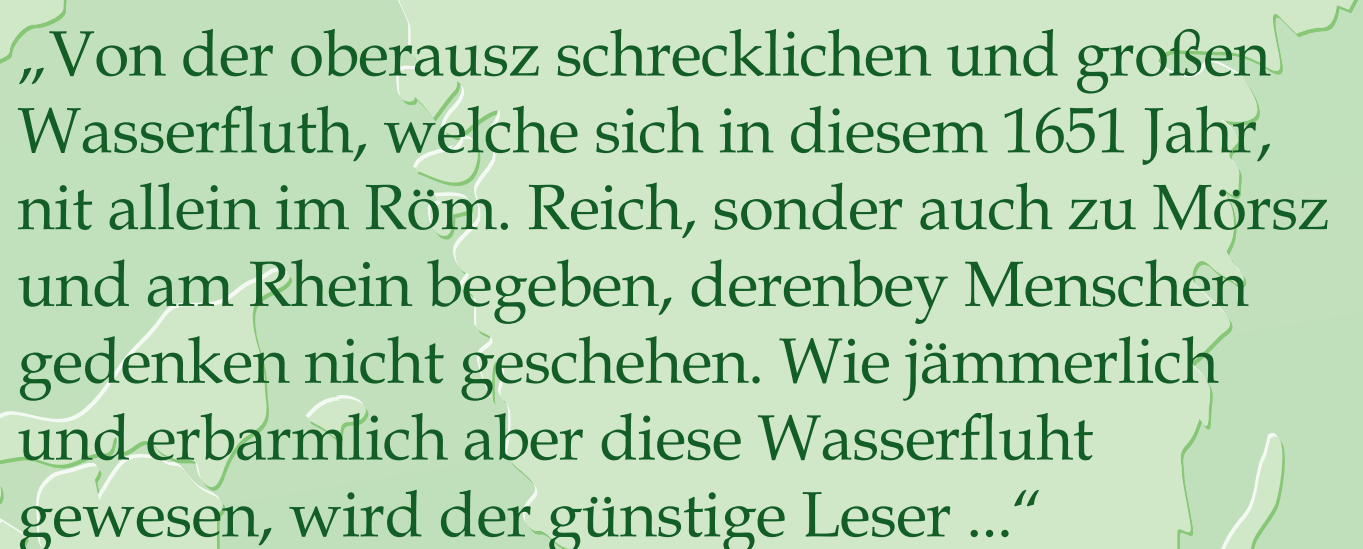 „Von der oberausz schrecklichen und großen
Wasserfluth, welche sich in diesem 1651 Jahr,
nit allein im Röm. Reich, sonder auch zu Mörsz
und am Rhein begeben, derenbey Menschen
gedenken nicht geschehen. Wie jämmerlich
und erbarmlich aber diese Wasserfluht
gewesen, wird der günstige Leser ...“